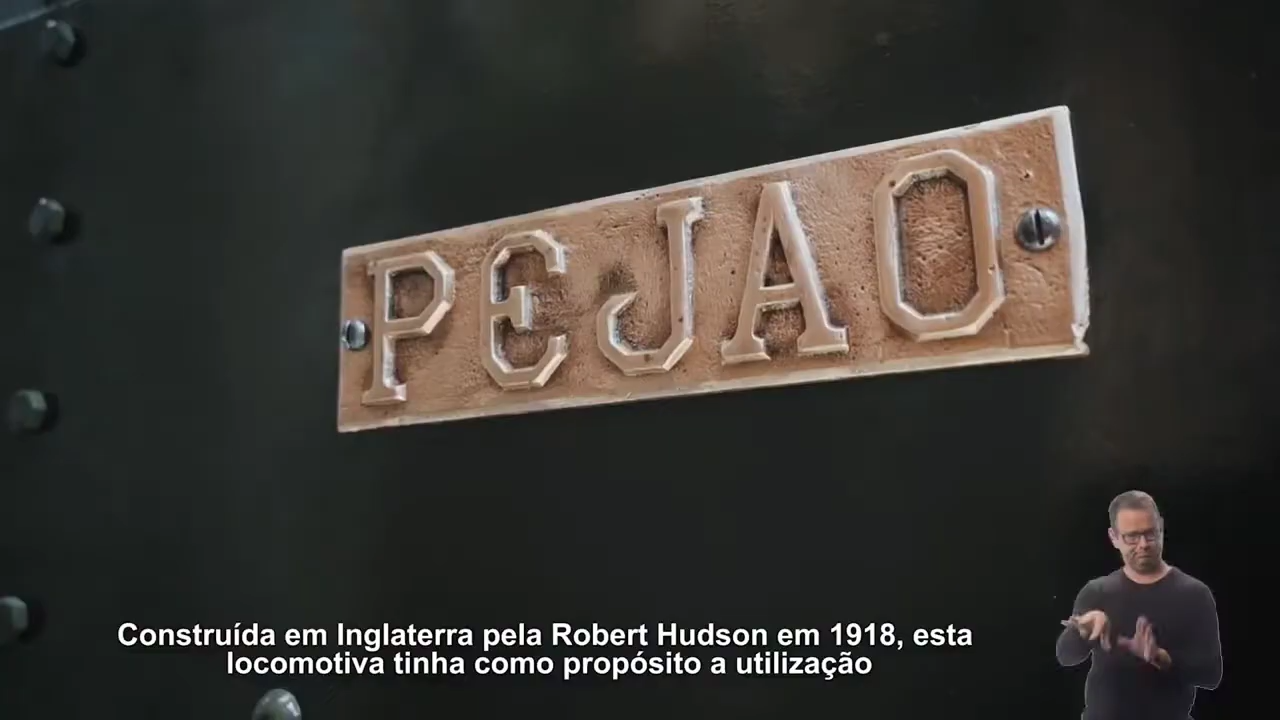 PEJAO
Construída em Inglaterra pela Robert Hudson em 1918, esta
locomotiva tinha como propósito a utilização